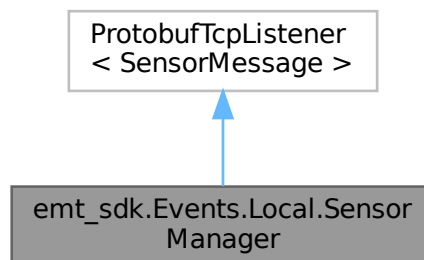 ProtobufTcpListener
< SensorMessage >
emt_sdk.Events.Local.Sensor
Manager